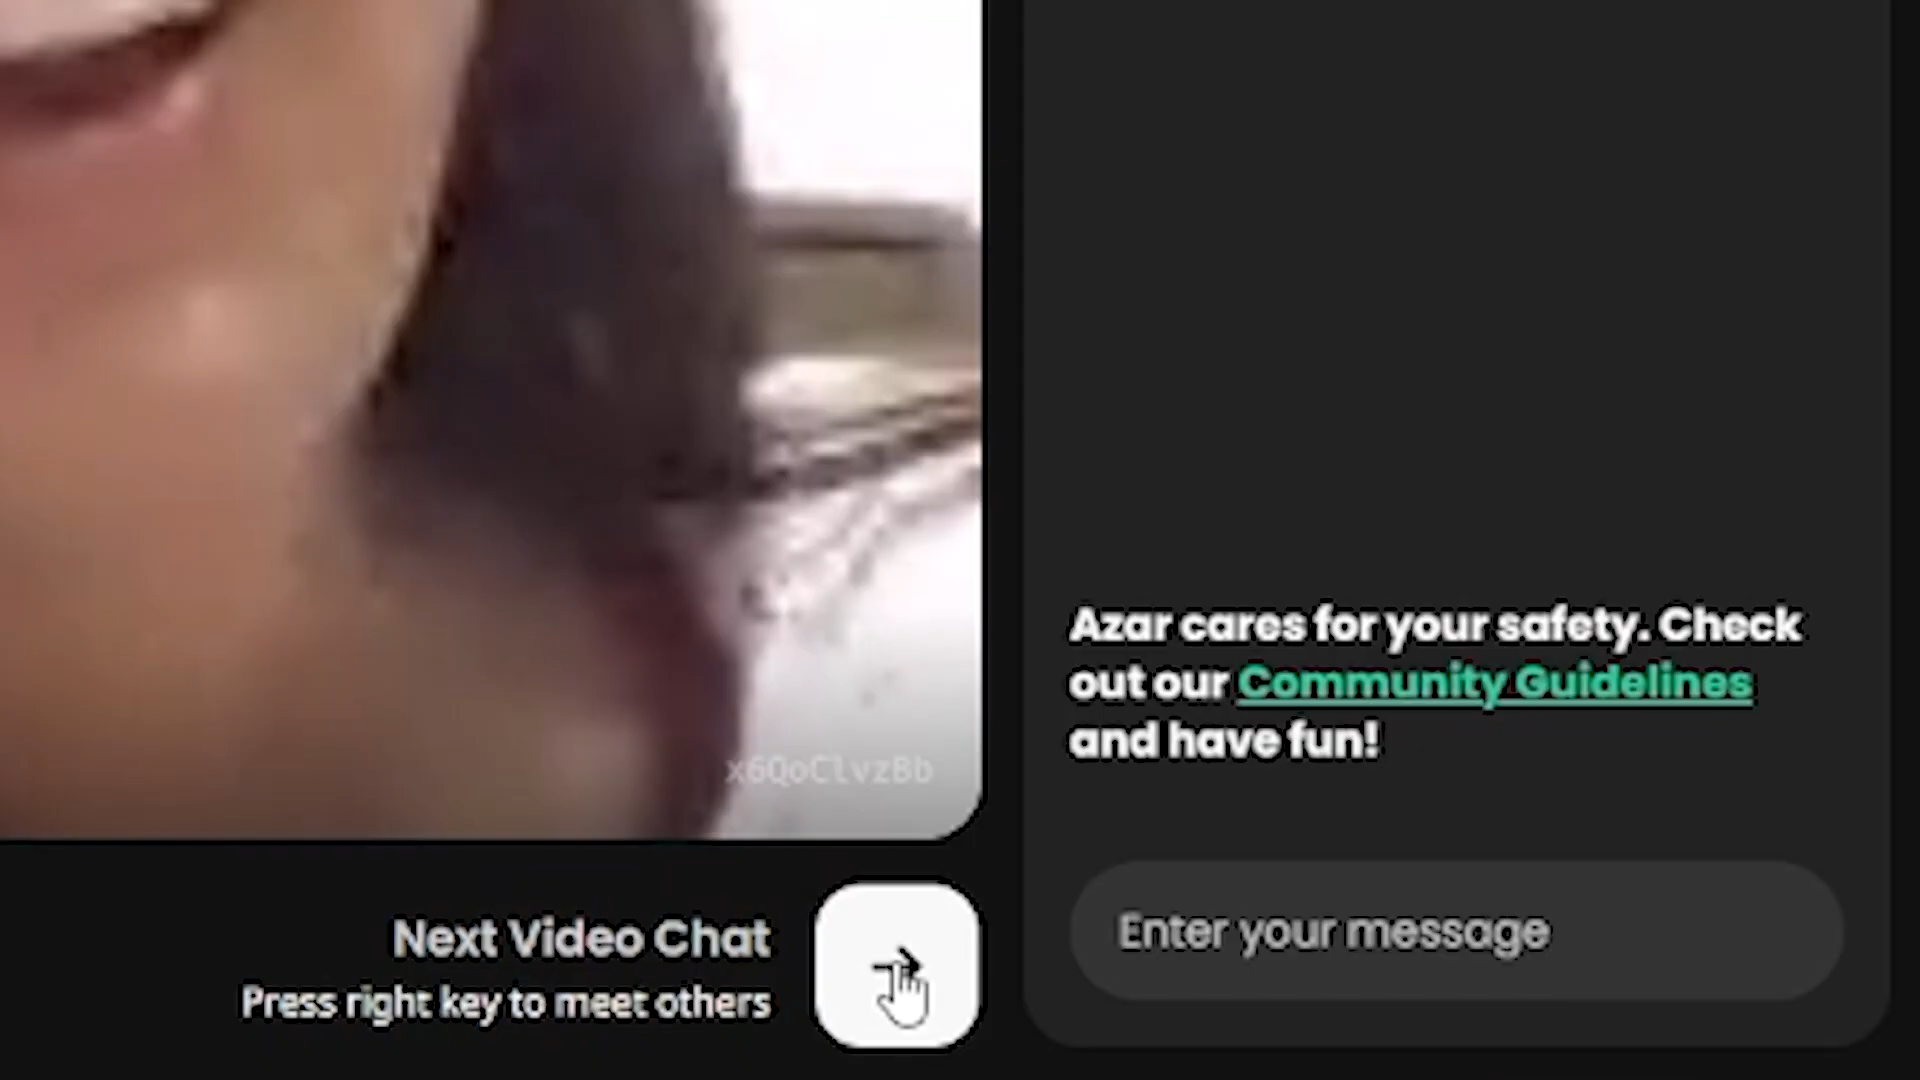 Azar cares for your safety. Check
out our Community Guidelines
and have fun!
x6QoClvzBb
Next Video Chat
Press right key to meet others
Enter your message